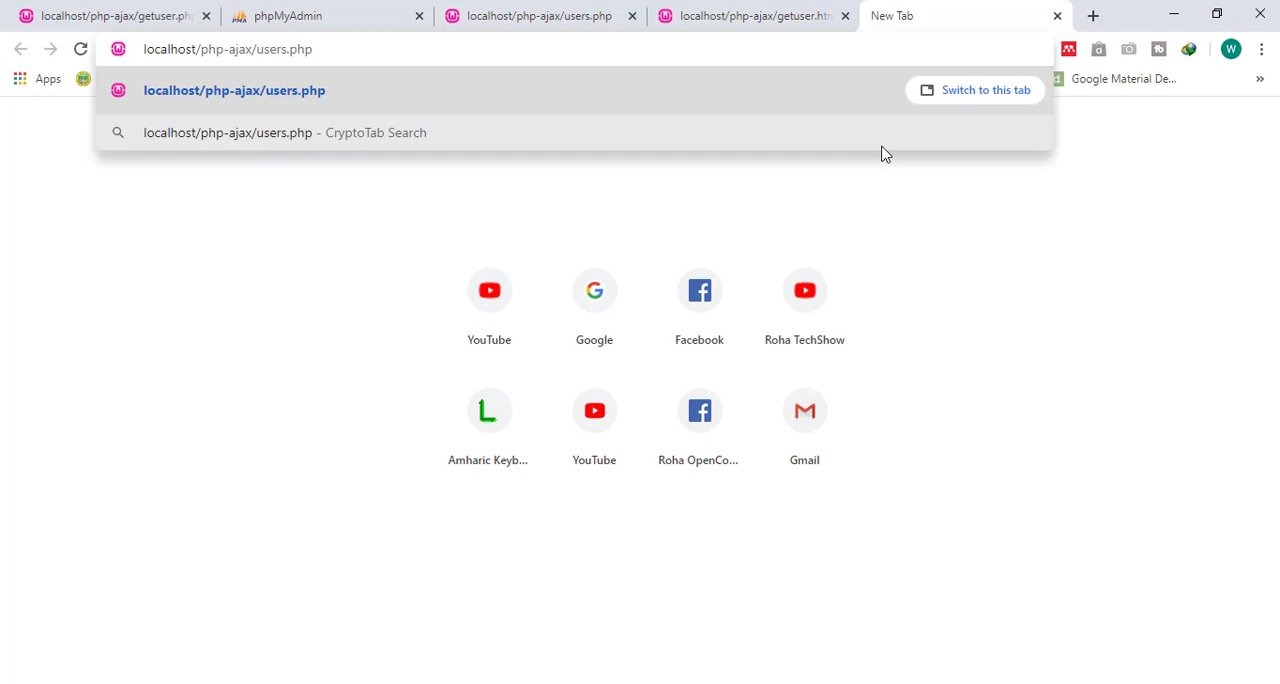 localhost/php-ajax/getuser.php
phpMyAdmin
localhost/php-ajax/users.php
localhost/php-ajax/getuser.htm
New Tab
localhost/php-ajax/users.php
W
Apps
Google Material De...
localhost/php-ajax/users.php
Switch to this tab
localhost/php-ajax/users.php - CryptoTab Search
YouTube
Google
Facebook
Roha TechShow
Amharic Keyb...
YouTube
Roha OpenCo...
Gmail